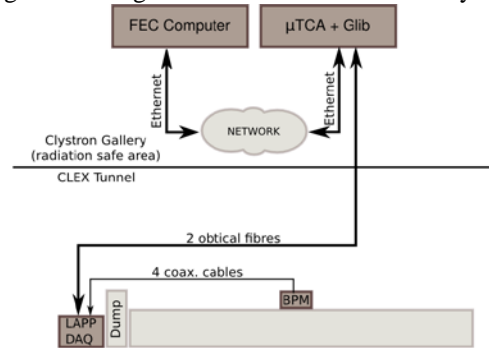 FEC Computer
µTCA + Glib
Ethernet
Ethernet
NETWORK
Clystron Gallery
(radiation safe area)
CLEX Tunnel
2 obtical fibres
4 coax. cables
BPM
LAPP
DAQ
Dump